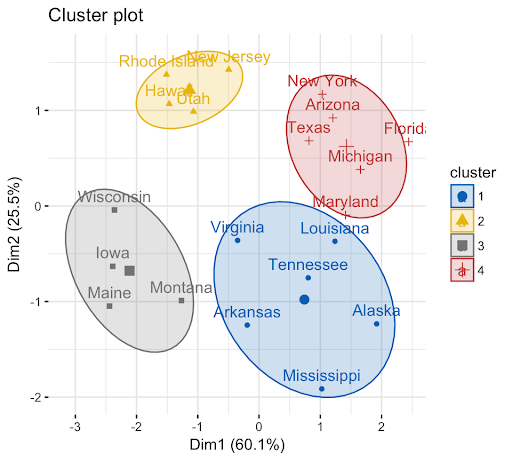 Cluster plot
Rhode Island New Jersey
Hawaii
Utah
New York
Arizona
Texas
Florida
Michigan
Maryland
Wisconsin
Iowa
Maine
Montana
Virginia
Louisiana
Tennessee
Arkansas
Alaska
Mississippi
1
0
-1
-2
Dim2 (25.5%)
-3 -2 -1 0 1 2
Dim1 (60.1%)
cluster
1
2
3
4